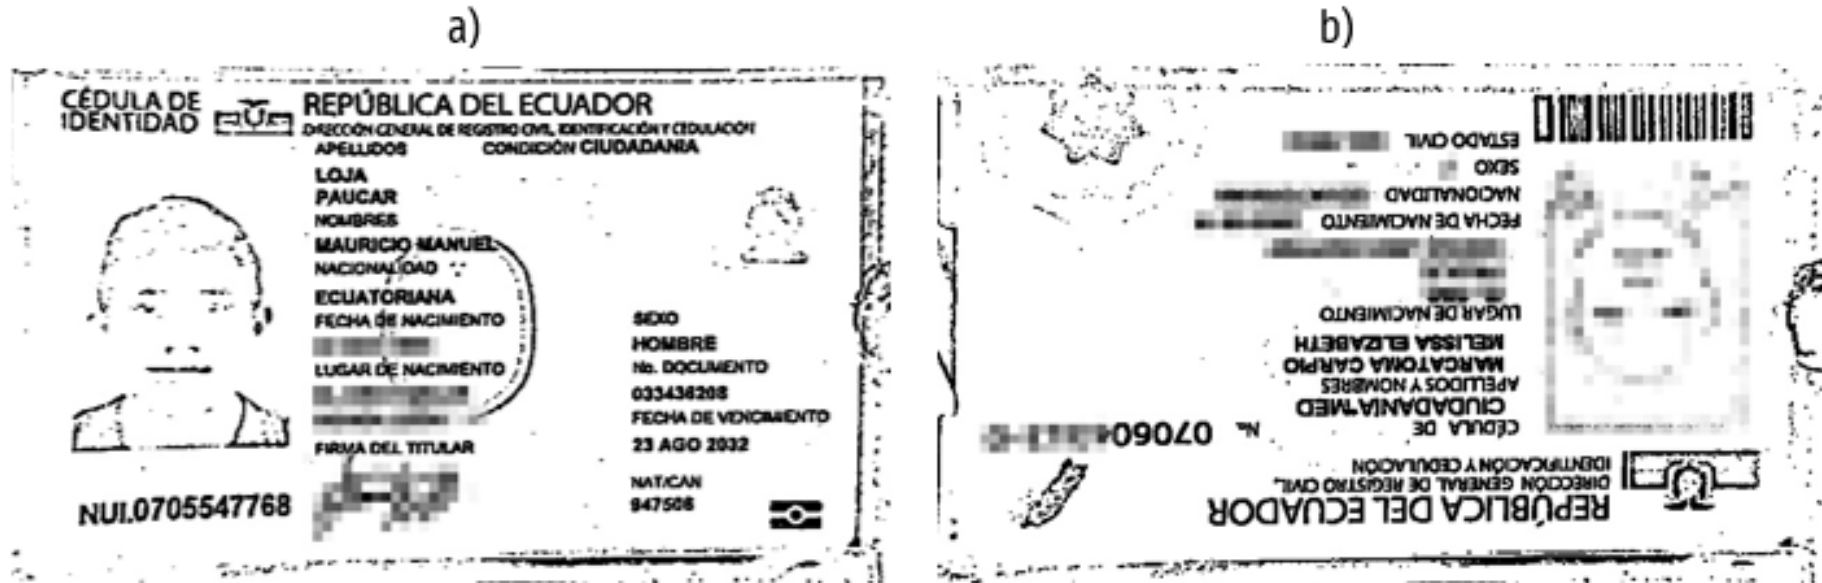 a)
CÉDULA DE
IDENTIDAD
REPÚBLICA DEL ECUADOR
DIRECCIÓN GENERAL DE REGISTRO CIVIL, IDENTIFICACIÓN Y CEDULACIÓN
APELLIDOS
CONDICIÓN CIUDADANIA
LOJA
PAUCAR
NOMBRES
MAURICIO MANUEL
NACIONALIDAD
ECUATORIANA
FECHA DE NACIMIENTO
LUGAR DE NACIMIENTO
FIRMA DEL TITULAR
SEXO
HOMBRE
No. DOCUMENTO
033436208
FECHA DE VENCIMIENTO
23 AGO 2032
NAT/CAN
947506
NUI.0705547768
b)
REPÚBLICA DEL ECUADOR
DIRECCIÓN GENERAL DE REGISTRO CIVIL,
IDENTIFICACIÓN Y CEDULACIÓN
CÉDULA DE
No. 07060
CIUDADANÍA
APELLIDOS Y NOMBRES
MARCATOMA CARPIO
MELISSA ELIZABETH
LUGAR DE NACIMIENTO
FECHA DE NACIMIENTO
NACIONALIDAD
SEXO
ESTADO CIVIL